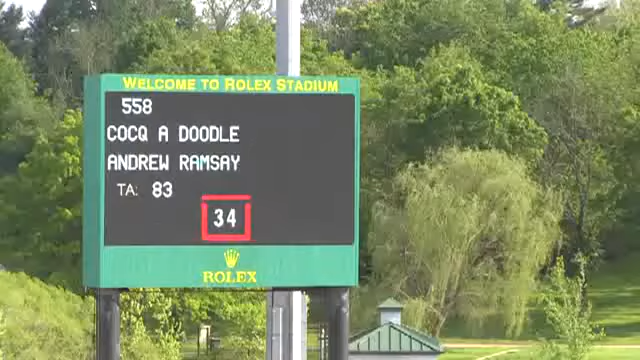 WELCOME TO ROLEX STADIUM
558
COCQ A DOODLE
ANDREW RAMSAY
TA: 83
34
ROLEX